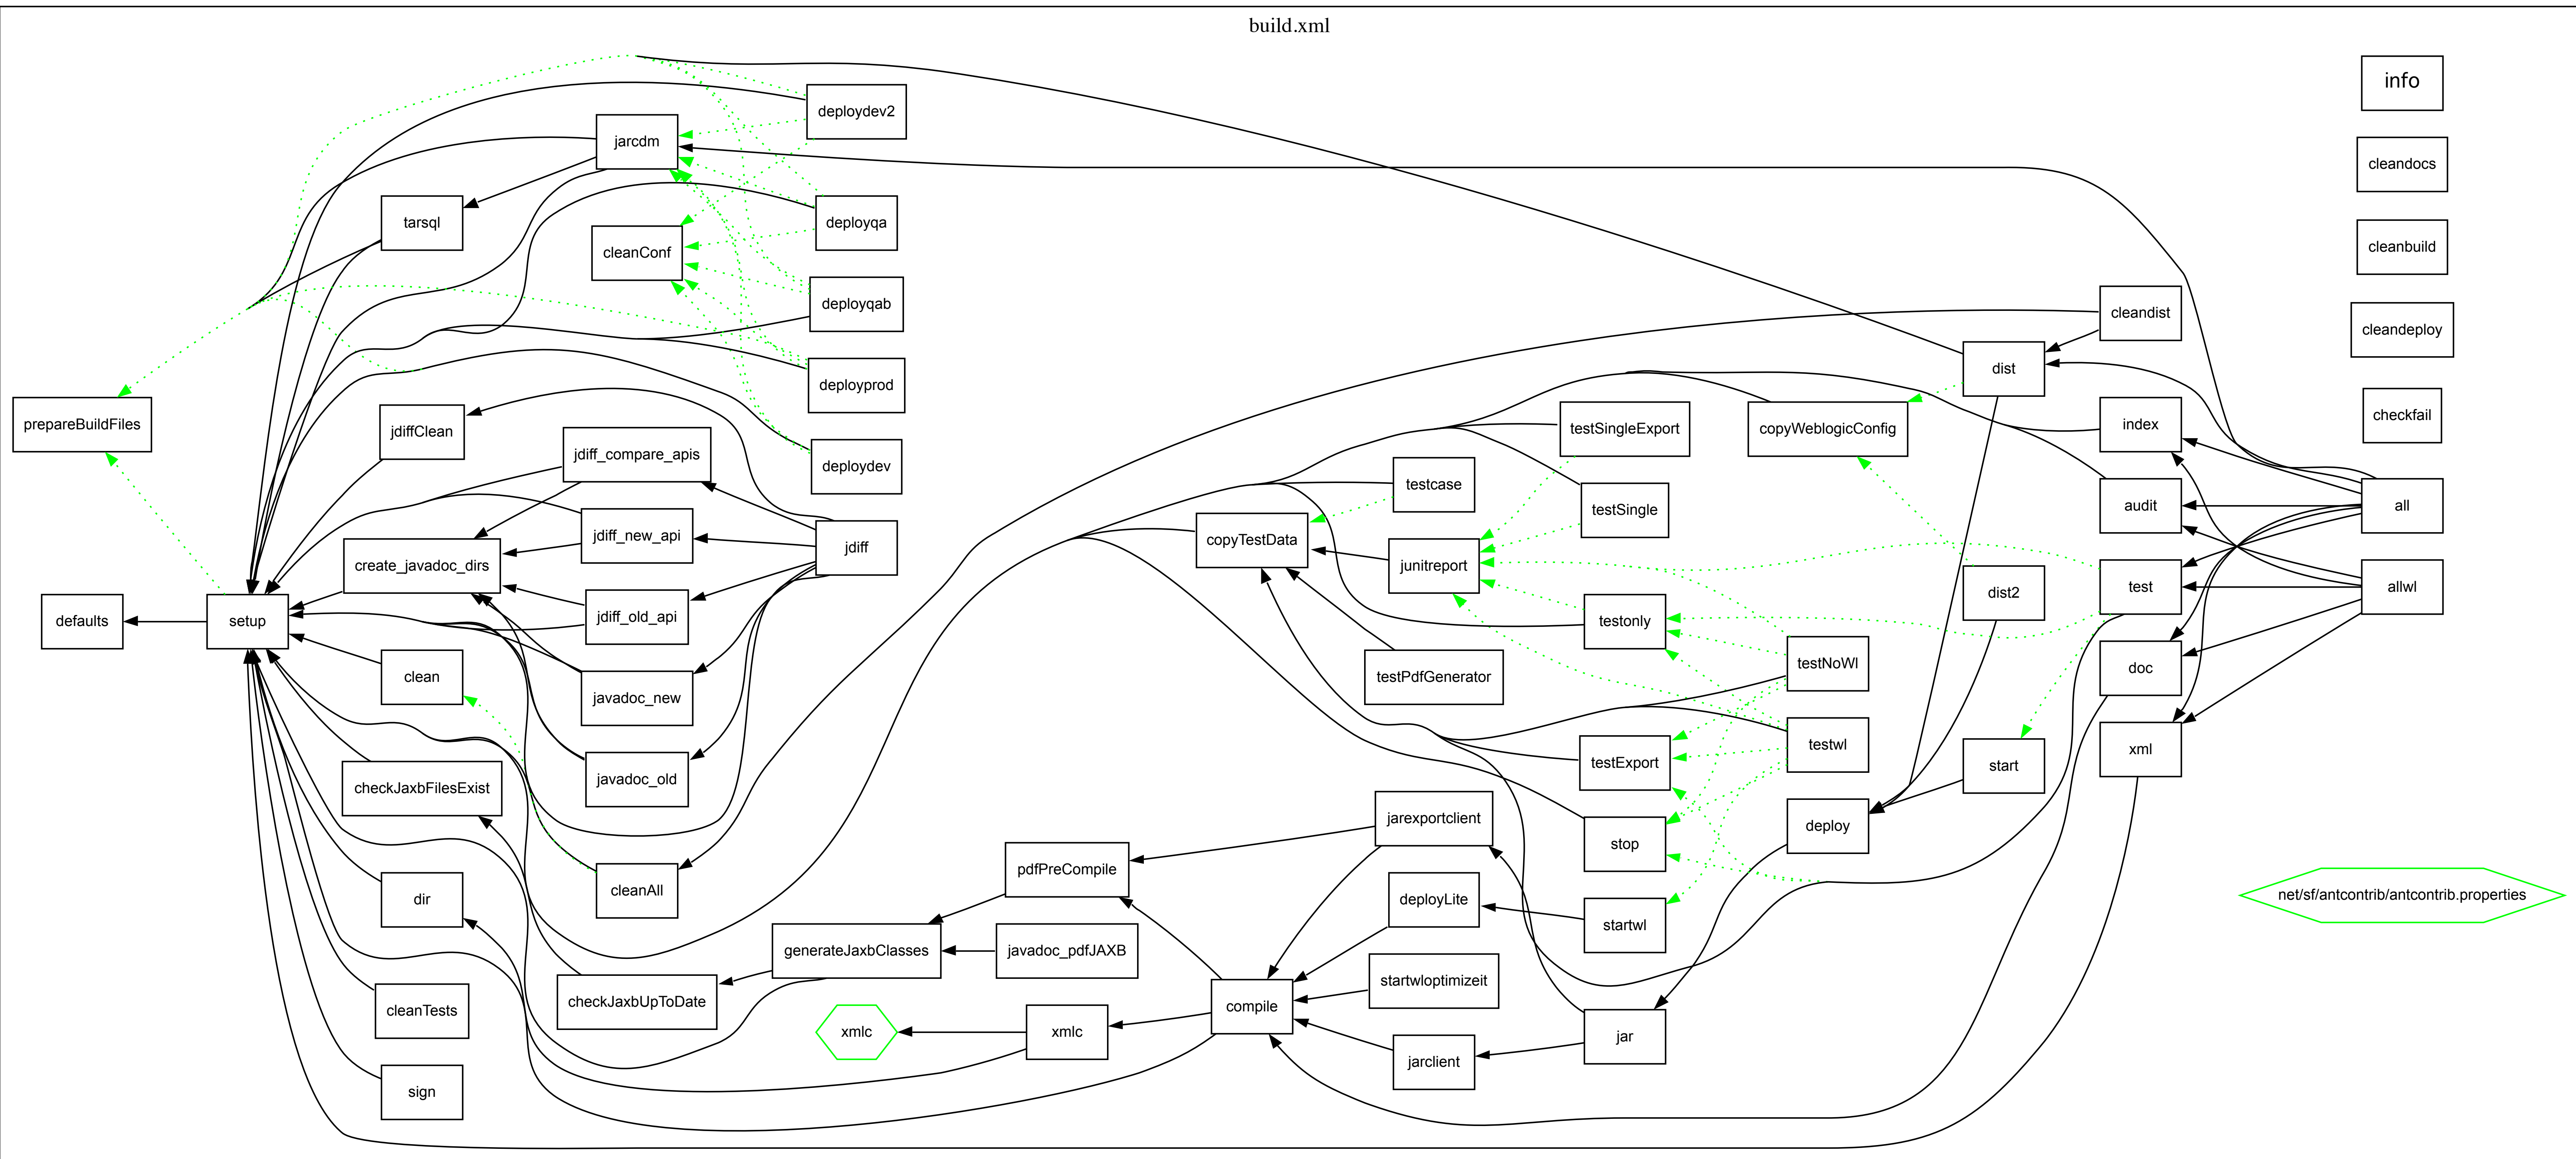 build.xml
info
deploydev2
jarcdm
cleandocs
tarsql
deployqa
cleanConf
cleanbuild
deployqab
cleandist
cleandeploy
dist
deployprod
checkfail
prepareBuildFiles
jdiffClean
testSingleExport
copyWeblogicConfig
index
jdiff_compare_apis
deploydev
testcase
audit
all
testSingle
jdiff_new_api
copyTestData
jdiff
create_javadoc_dirs
junitreport
test
allwl
dist2
jdiff_old_api
defaults
setup
testonly
testNoWl
doc
clean
testPdfGenerator
javadoc_new
testwl
xml
testExport
start
javadoc_old
checkJaxbFilesExist
jarexportclient
deploy
stop
pdfPreCompile
cleanAll
net/sf/antcontrib/antcontrib.properties
dir
deployLite
startwl
generateJaxbClasses
javadoc_pdfJAXB
startwloptimizeit
checkJaxbUpToDate
compile
cleanTests
xmlc
xmlc
jar
jarclient
sign